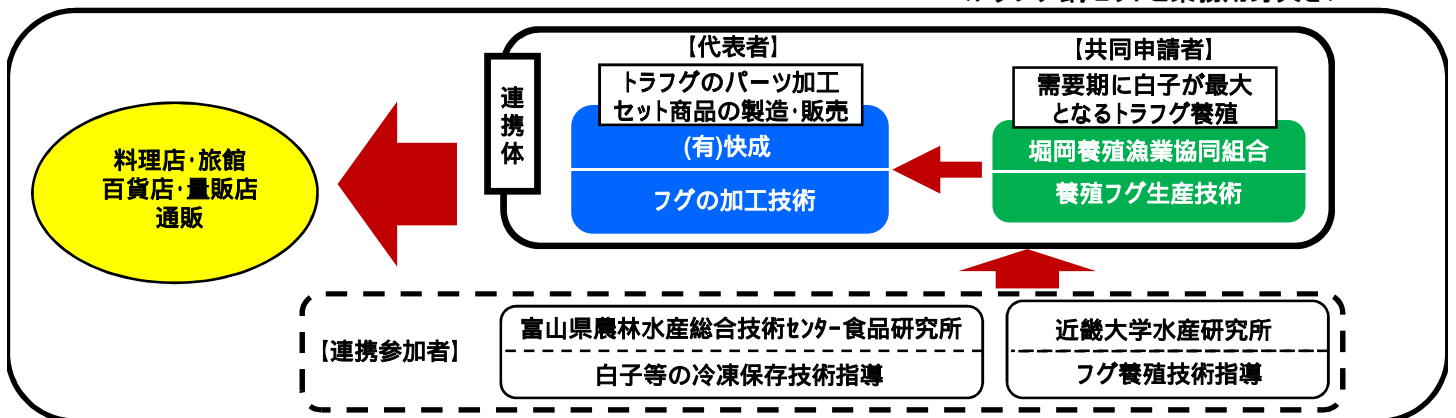 【代表者】
【共同申請者】
連携体
トラフグのパーツ加工
セット商品の製造・販売
需要期に白子が最大
となるトラフグ養殖
(有)快成
堀岡養殖漁業協同組合
フグの加工技術
養殖フグ生産技術
料理店・旅館
百貨店・量販店
通販
【連携参加者】
富山県農林水産総合技術センター食品研究所
白子等の冷凍保存技術指導
近畿大学水産研究所
フグ養殖技術指導